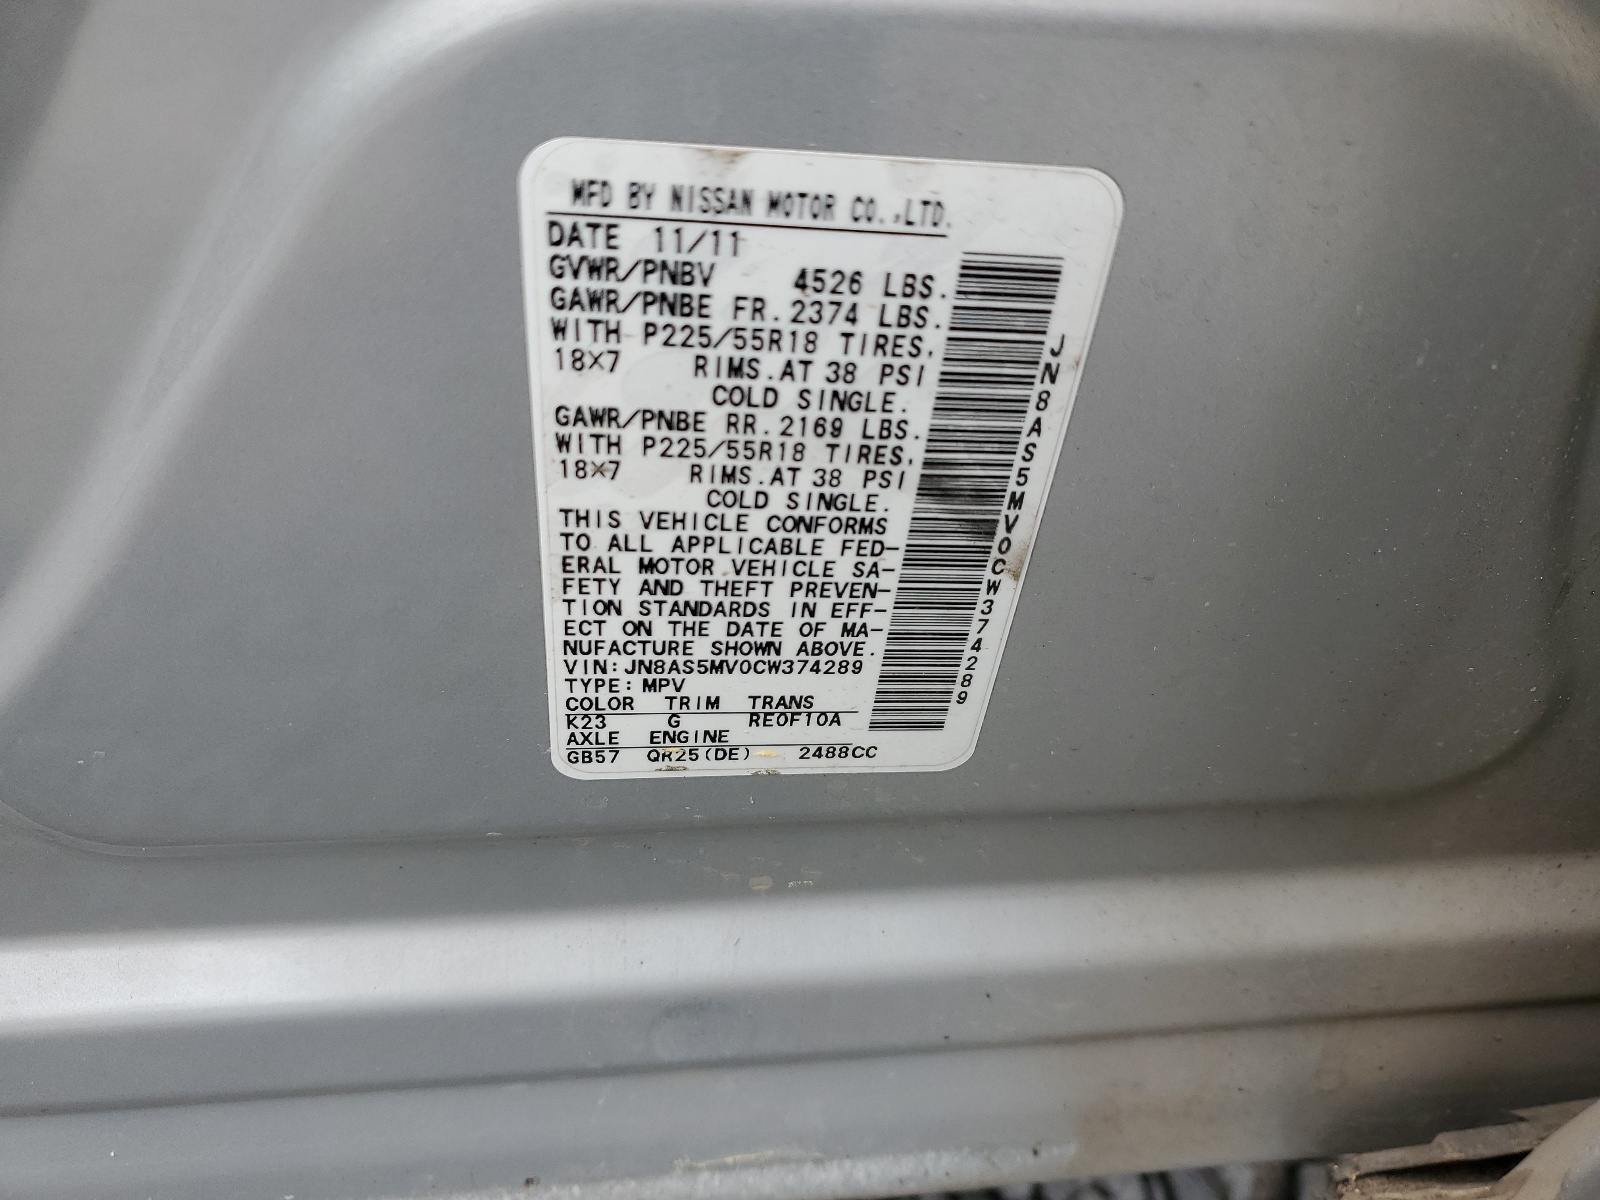 MFD BY NISSAN MOTOR CO.,LTD.
DATE 11/11
GVWR/PNBV 4526 LBS.
GAWR/PNBE FR. 2374 LBS.
WITH P225/55R18 TIRES,
18X7 RIMS. AT 38 PSI
COLD SINGLE.
GAWR/PNBE RR. 2169 LBS.
WITH P225/55R18 TIRES,
18X7 RIMS. AT 38 PSI
COLD SINGLE.
THIS VEHICLE CONFORMS
TO ALL APPLICABLE FED-
ERAL MOTOR VEHICLE SA-
FETY AND THEFT PREVEN-
TION STANDARDS IN EFF-
ECT ON THE DATE OF MA-
NUFACTURE SHOWN ABOVE.
VIN: JN8AS5MV0CW374289
TYPE: MPV
COLOR TRIM TRANS
K23 G RE0F10A
AXLE ENGINE
GB57 QR25(DE) 2488CC
JN8AS5MV0CW374289